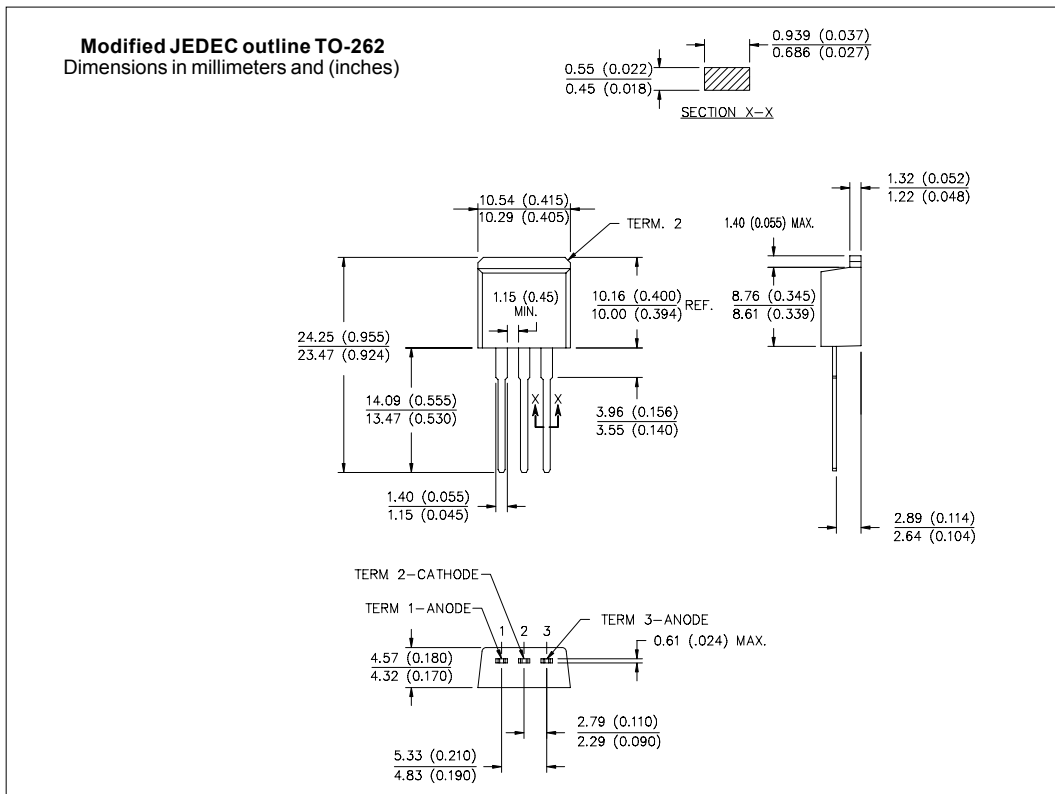 Modified JEDEC outline TO-262
Dimensions in millimeters and (inches)
0.939 (0.037)
0.686 (0.027)
0.55 (0.022)
0.45 (0.018)
SECTION X-X
1.32 (0.052)
1.22 (0.048)
10.54 (0.415)
10.29 (0.405)
TERM. 2
1.40 (0.055) MAX.
1.15 (0.45)
MIN.
10.16 (0.400)
10.00 (0.394)
REF.
8.76 (0.345)
8.61 (0.339)
24.25 (0.955)
23.47 (0.924)
14.09 (0.555)
13.47 (0.530)
X X
3.96 (0.156)
3.55 (0.140)
1.40 (0.055)
1.15 (0.045)
2.89 (0.114)
2.64 (0.104)
TERM 2-CATHODE
TERM 1-ANODE
TERM 3-ANODE
1 2 3
0.61 (.024) MAX.
4.57 (0.180)
4.32 (0.170)
2.79 (0.110)
2.29 (0.090)
5.33 (0.210)
4.83 (0.190)